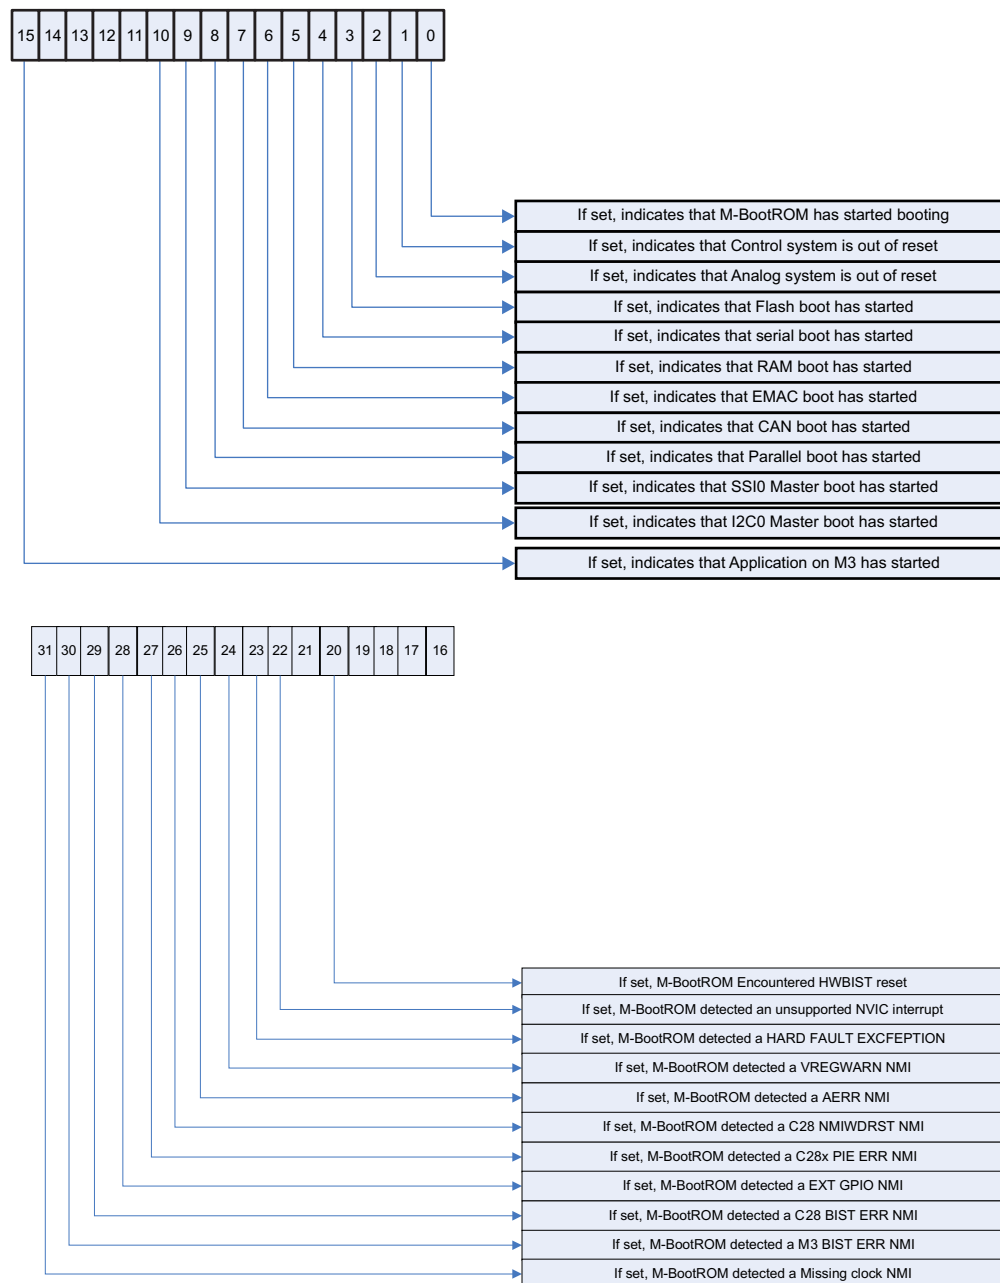 15 14 13 12 11 10 9 8 7 6 5 4 3 2 1 0
If set, indicates that M-BootROM has started booting
If set, indicates that Control system is out of reset
If set, indicates that Analog system is out of reset
If set, indicates that Flash boot has started
If set, indicates that serial boot has started
If set, indicates that RAM boot has started
If set, indicates that EMAC boot has started
If set, indicates that CAN boot has started
If set, indicates that Parallel boot has started
If set, indicates that SSI0 Master boot has started
If set, indicates that I2C0 Master boot has started
If set, indicates that Application on M3 has started
31 30 29 28 27 26 25 24 23 22 21 20 19 18 17 16
If set, M-BootROM Encountered HWBIST reset
If set, M-BootROM detected an unsupported NVIC interrupt
If set, M-BootROM detected a HARD FAULT EXCFEPTION
If set, M-BootROM detected a VREGWARN NMI
If set, M-BootROM detected a AERR NMI
If set, M-BootROM detected a C28 NMIWDRST NMI
If set, M-BootROM detected a C28x PIE ERR NMI
If set, M-BootROM detected a EXT GPIO NMI
If set, M-BootROM detected a C28 BIST ERR NMI
If set, M-BootROM detected a M3 BIST ERR NMI
If set, M-BootROM detected a Missing clock NMI